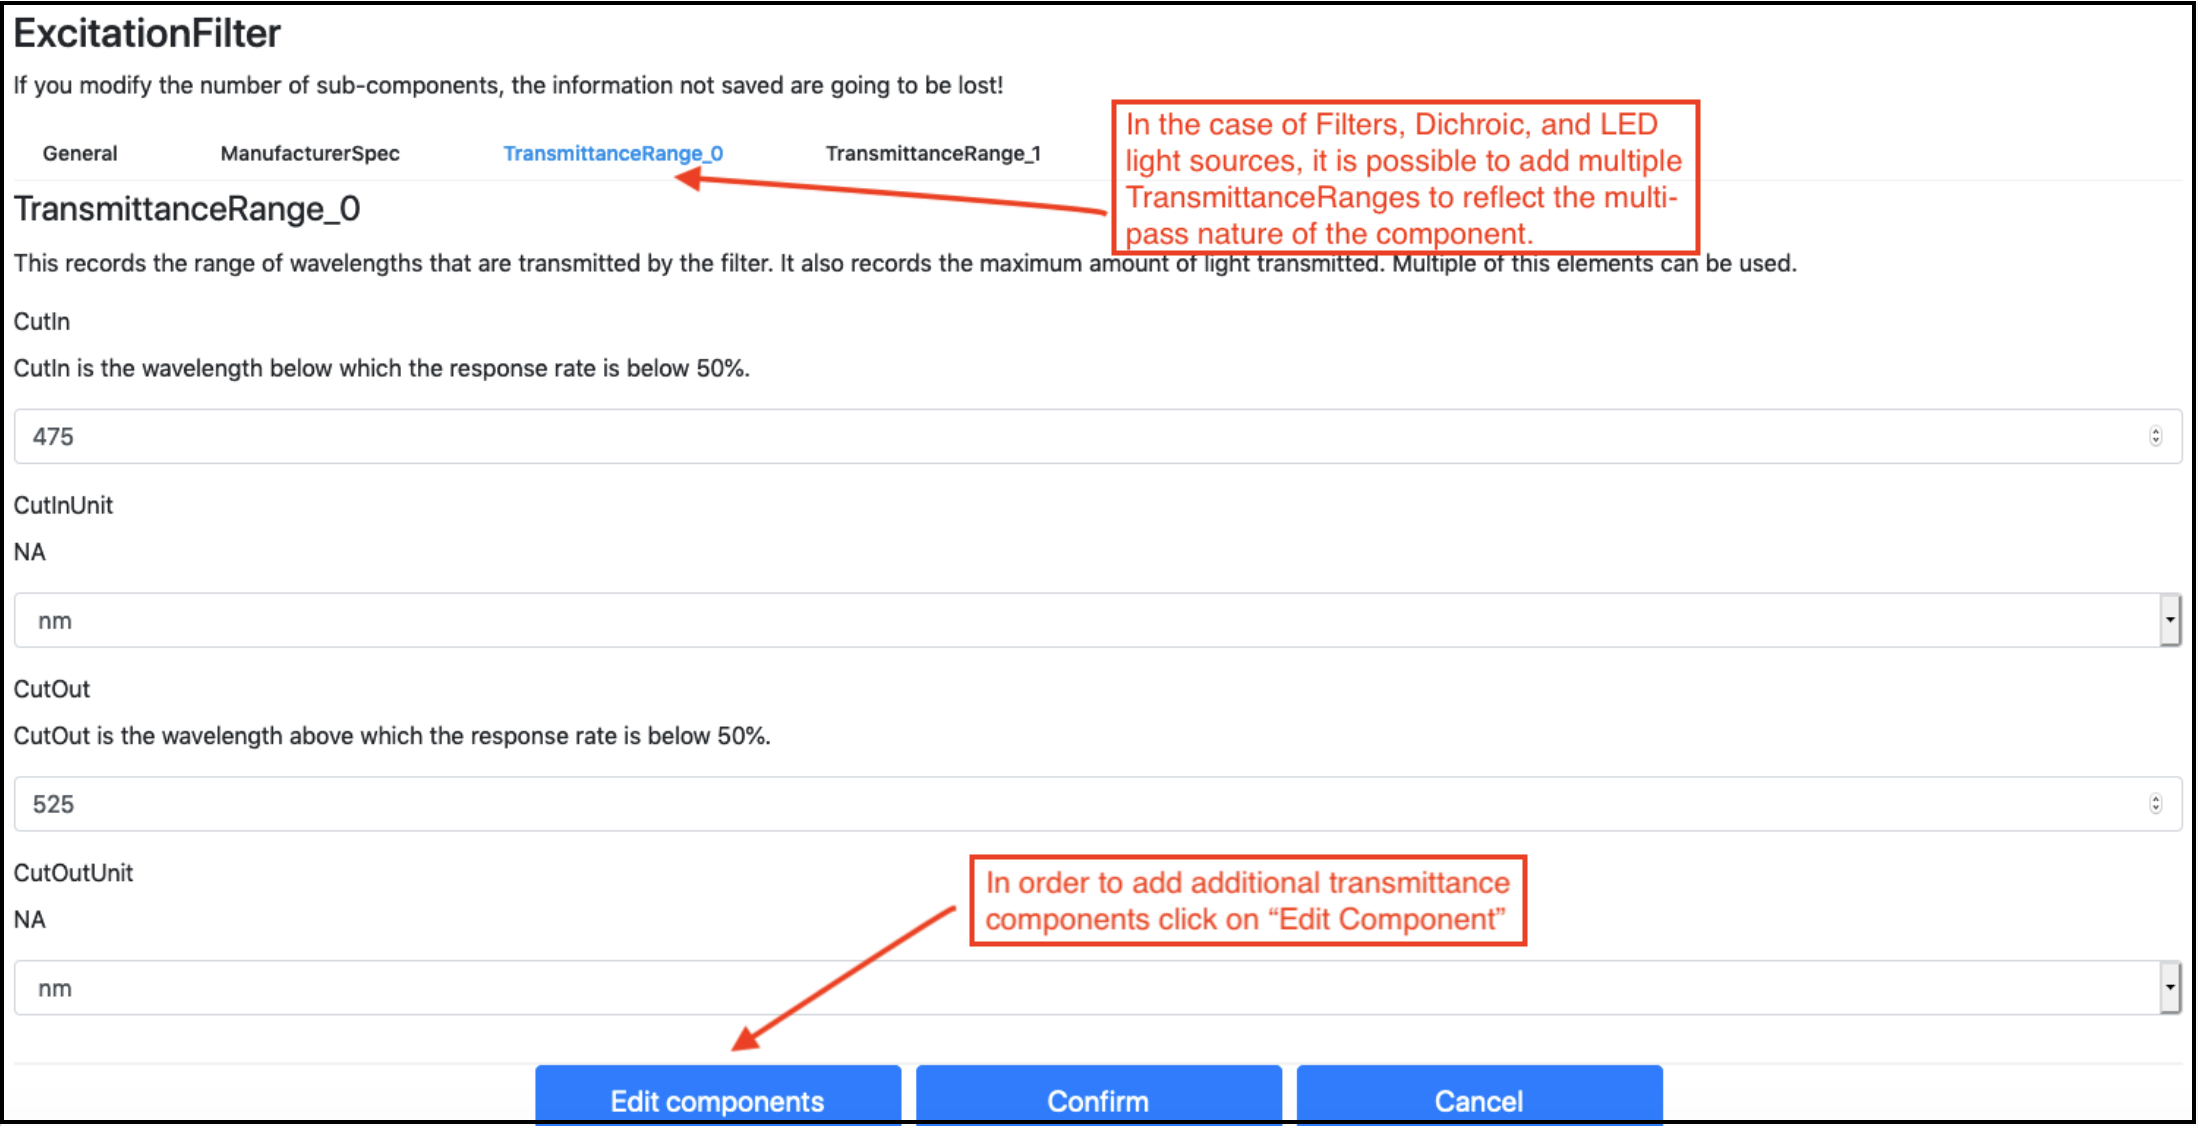 ExcitationFilter
If you modify the number of sub-components, the information not saved are going to be lost!
General
ManufacturerSpec
TransmittanceRange_0
TransmittanceRange_1
In the case of Filters, Dichroic, and LED
light sources, it is possible to add multiple
TransmittanceRanges to reflect the multi-
pass nature of the component.
TransmittanceRange_0
This records the range of wavelengths that are transmitted by the filter. It also records the maximum amount of light transmitted. Multiple of this elements can be used.
CutIn
CutIn is the wavelength below which the response rate is below 50%.
475
CutInUnit
NA
nm
CutOut
CutOut is the wavelength above which the response rate is below 50%.
525
CutOutUnit
NA
In order to add additional transmittance
components click on “Edit Component”
nm
Edit components
Confirm
Cancel